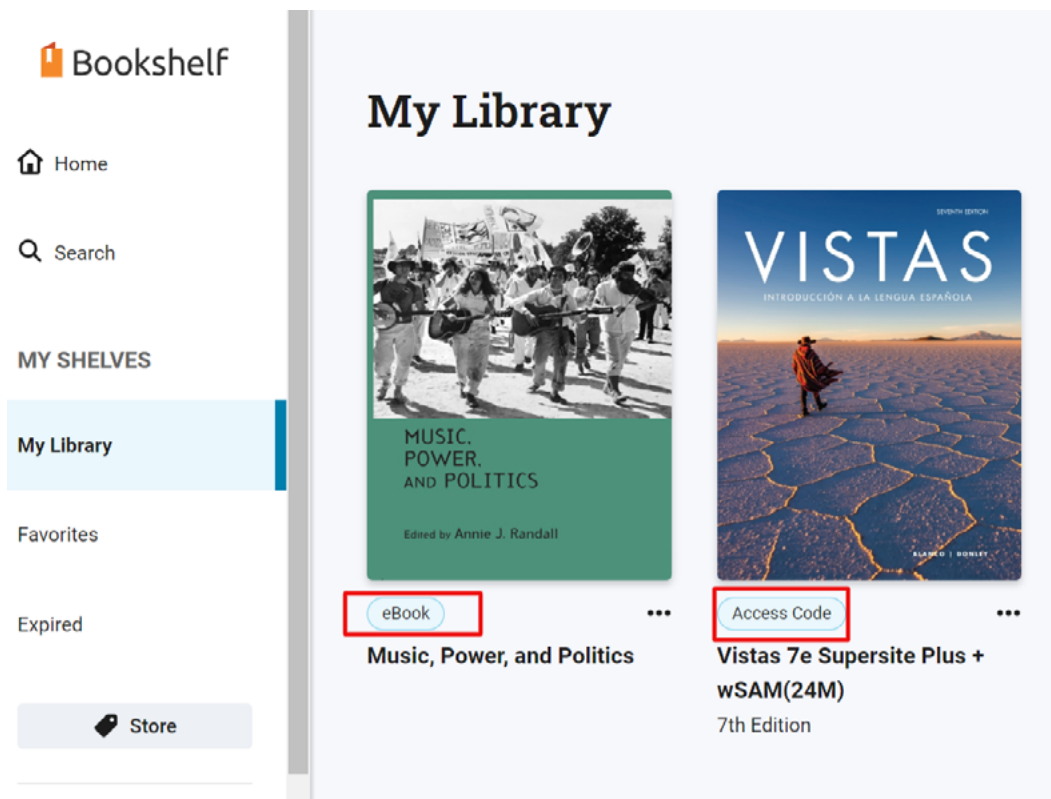 Bookshelf
Home
Search
MY SHELVES
My Library
Favorites
Expired
Store
My Library
MUSIC,
POWER,
AND POLITICS
Edited by Annie J. Randall
eBook
Music, Power, and Politics
SEVENTH EDITION
VISTAS
INTRODUCCIÓN A LA LENGUA ESPAÑOLA
BLANCO | DONLEY
Access Code
Vistas 7e Supersite Plus +
wSAM(24M)
7th Edition